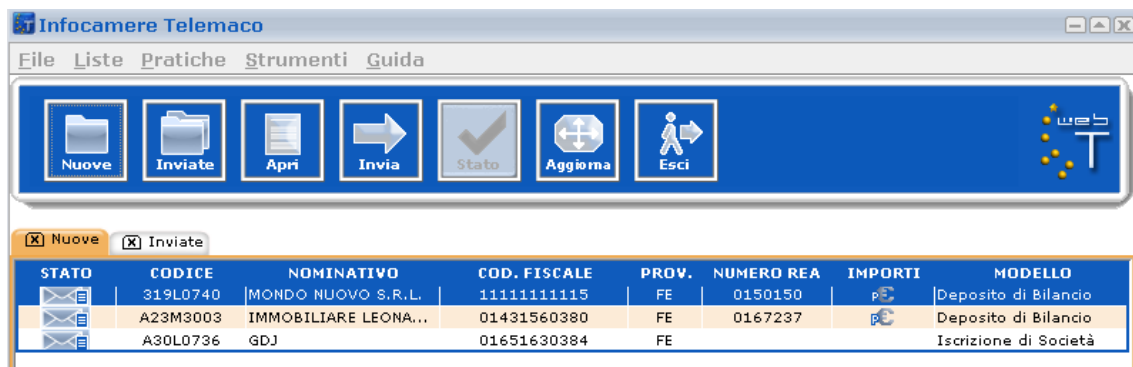 Infocamere Telemaco
File Liste Pratiche Strumenti Guida
Nuove Inviate Apri Invia Stato Aggiorna Esci
web T
Nuove Inviate
STATO CODICE NOMINATIVO COD. FISCALE PROV. NUMERO REA IMPORTI MODELLO
319L0740 MONDO NUOVO S.R.L. 11111111115 FE 0150150 p€ Deposito di Bilancio
A23M3003 IMMOBILIARE LEONA... 01431560380 FE 0167237 p€ Deposito di Bilancio
A30L0736 GDJ 01651630384 FE Iscrizione di Società